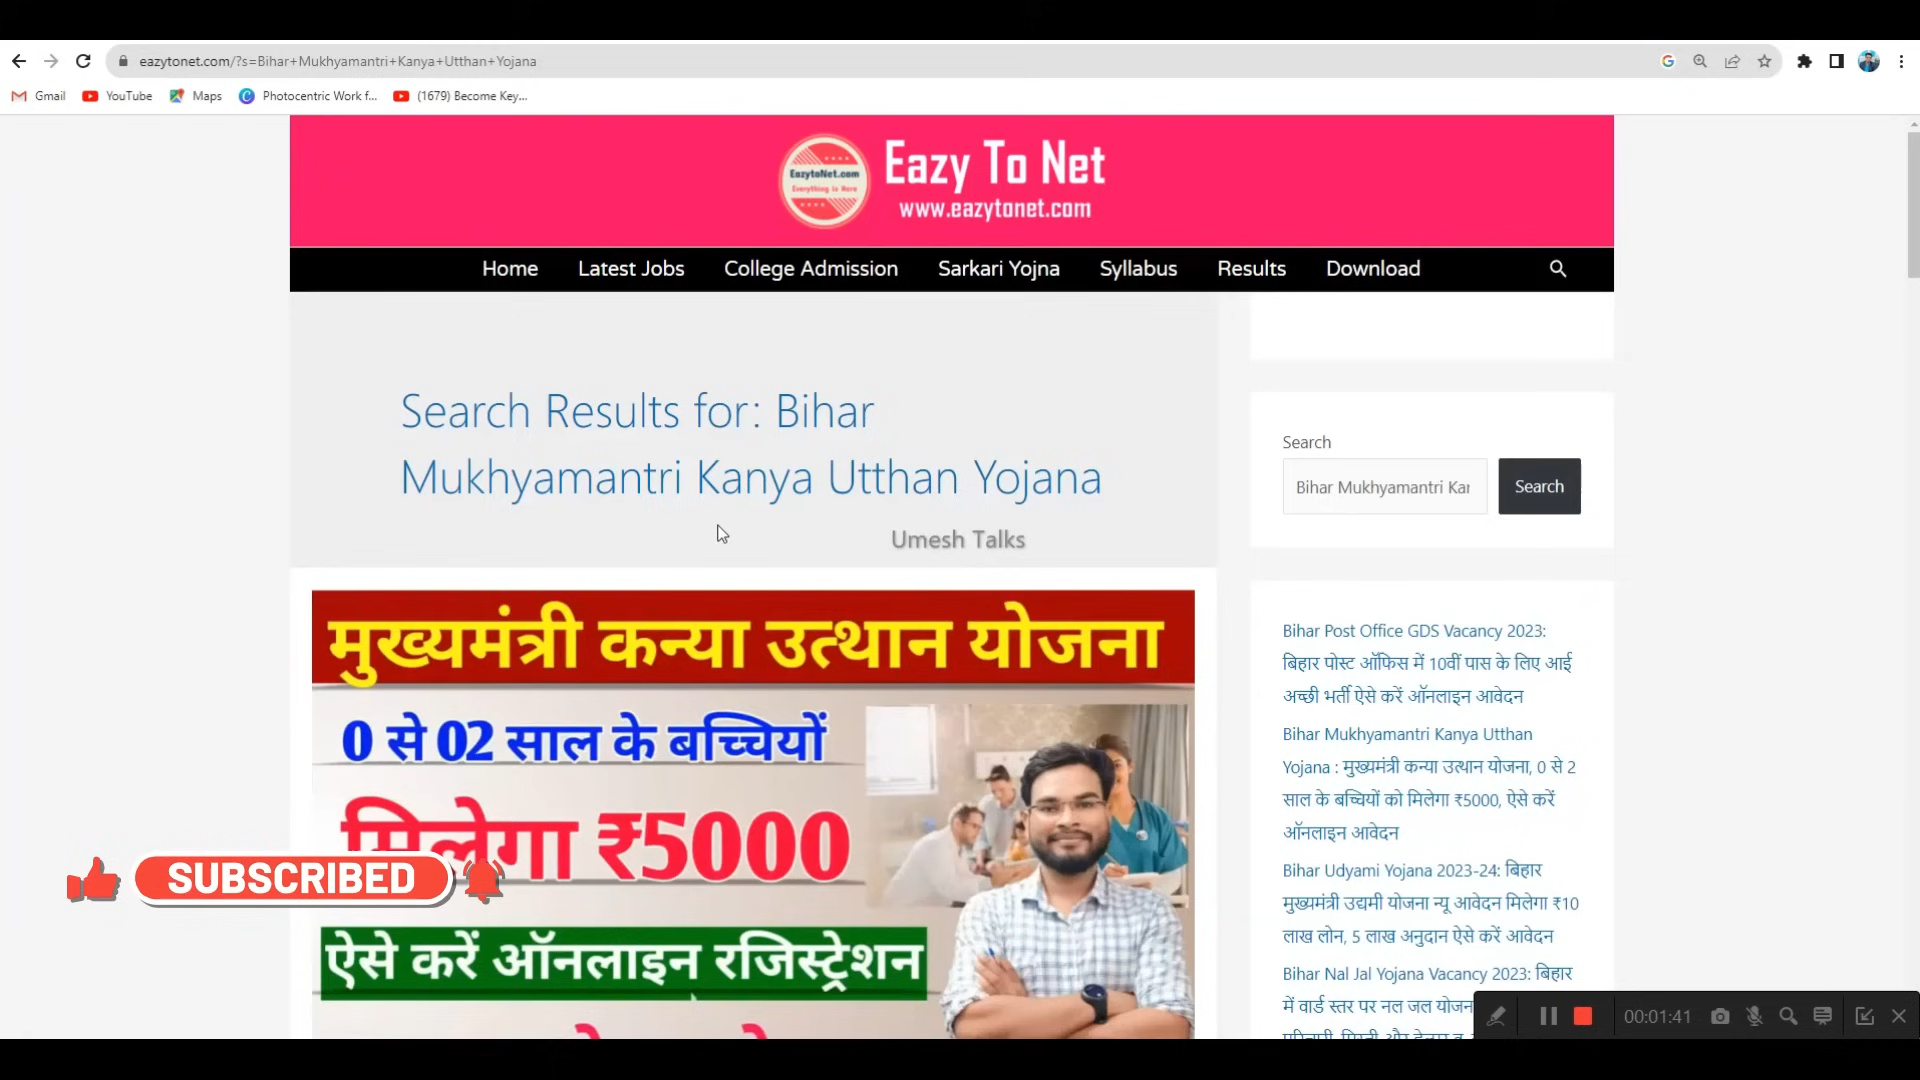 eazytonet.com/?s=Bihar+Mukhyamantri+Kanya+Utthan+Yojana
Gmail YouTube Maps Photocentric Work f... (1679) Become Key...
EazytoNet.com
Everything is Here
Eazy To Net
www.eazytonet.com
Home Latest Jobs College Admission Sarkari Yojna Syllabus Results Download
Search Results for: Bihar
Mukhyamantri Kanya Utthan Yojana
Umesh Talks
मुख्यमंत्री कन्या उत्थान योजना
0 से 02 साल के बच्चियों
मिलेगा ₹5000
SUBSCRIBED
ऐसे करें ऑनलाइन रजिस्ट्रेशन
Search
Bihar Mukhyamantri Kar
Search
Bihar Post Office GDS Vacancy 2023:
बिहार पोस्ट ऑफिस में 10वीं पास के लिए आई
अच्छी भर्ती ऐसे करें ऑनलाइन आवेदन
Bihar Mukhyamantri Kanya Utthan
Yojana : मुख्यमंत्री कन्या उत्थान योजना, 0 से 2
साल के बच्चियों को मिलेगा ₹5000, ऐसे करें
ऑनलाइन आवेदन
Bihar Udyami Yojana 2023-24: बिहार
मुख्यमंत्री उद्यमी योजना न्यू आवेदन मिलेगा ₹10
लाख लोन, 5 लाख अनुदान ऐसे करें आवेदन
Bihar Nal Jal Yojana Vacancy 2023: बिहार
में वार्ड स्तर पर नल जल योजन
00:01:41